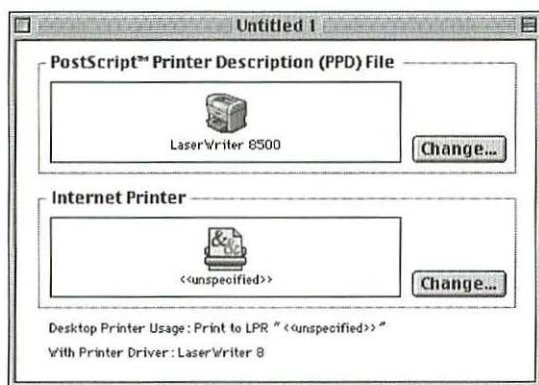 Untitled 1
PostScript™ Printer Description (PPD) File
LaserWriter 8500
Change...
Internet Printer
&&
<<unspecified>>
Change...
Desktop Printer Usage: Print to LPR "<<unspecified>>"
With Printer Driver: LaserWriter 8